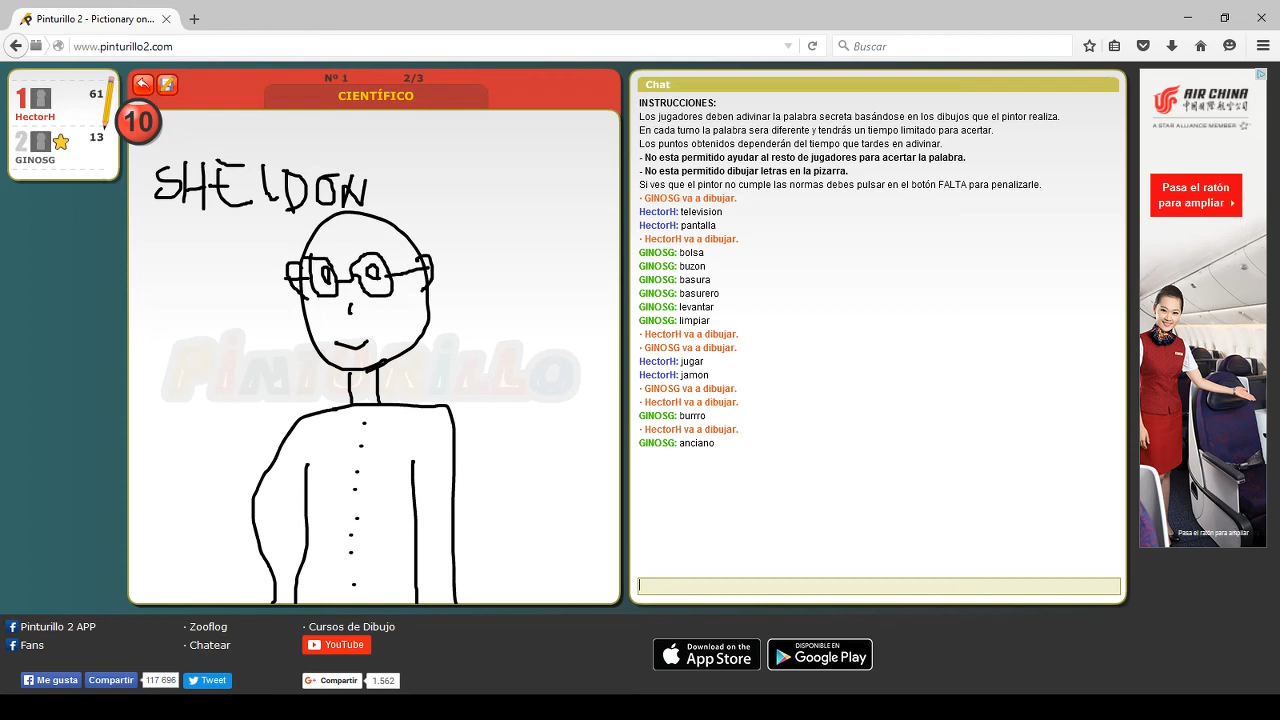 Pinturillo 2 - Pictionary on...
www.pinturillo2.com
Buscar
1
61
HectorH
2
13
GINOSG
10
Nº 1
2/3
CIENTÍFICO
SHElDON
PINTURILLO
Chat
INSTRUCCIONES:
Los jugadores deben adivinar la palabra secreta basándose en los dibujos que el pintor realiza.
En cada turno la palabra sera diferente y tendrás un tiempo limitado para acertar.
Los puntos obtenidos dependerán del tiempo que tardes en adivinar.
- No esta permitido ayudar al resto de jugadores para acertar la palabra.
- No esta permitido dibujar letras en la pizarra.
Si ves que el pintor no cumple las normas debes pulsar en el botón FALTA para penalizarle.
· GINOSG va a dibujar.
HectorH: television
HectorH: pantalla
· HectorH va a dibujar.
GINOSG: bolsa
GINOSG: buzon
GINOSG: basura
GINOSG: basurero
GINOSG: levantar
GINOSG: limpiar
· HectorH va a dibujar.
· GINOSG va a dibujar.
HectorH: jugar
HectorH: jamon
· GINOSG va a dibujar.
· HectorH va a dibujar.
GINOSG: burrro
· HectorH va a dibujar.
GINOSG: anciano
AIR CHINA
中国国際航空公司
A STAR ALLIANCE MEMBER
Pasa el ratón
para ampliar
Pasa el ratón para ampliar
Pinturillo 2 APP
Fans
· Zooflog
· Chatear
· Cursos de Dibujo
YouTube
Me gusta
Compartir
117 696
Tweet
G+ Compartir
1.562
Download on the
App Store
DISPONIBLE EN
Google Play